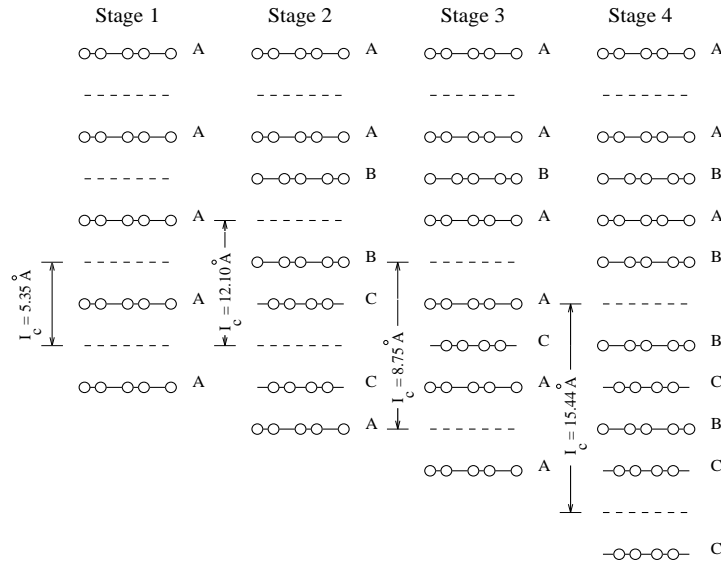 Stage 1 Stage 2 Stage 3 Stage 4
A A A A
A A A A
B B B
A A A
B B
A C A
C B
A C A C
A B
A C
C
I_c = 5.35 Å
I_c = 12.10 Å
I_c = 8.75 Å
I_c = 15.44 Å